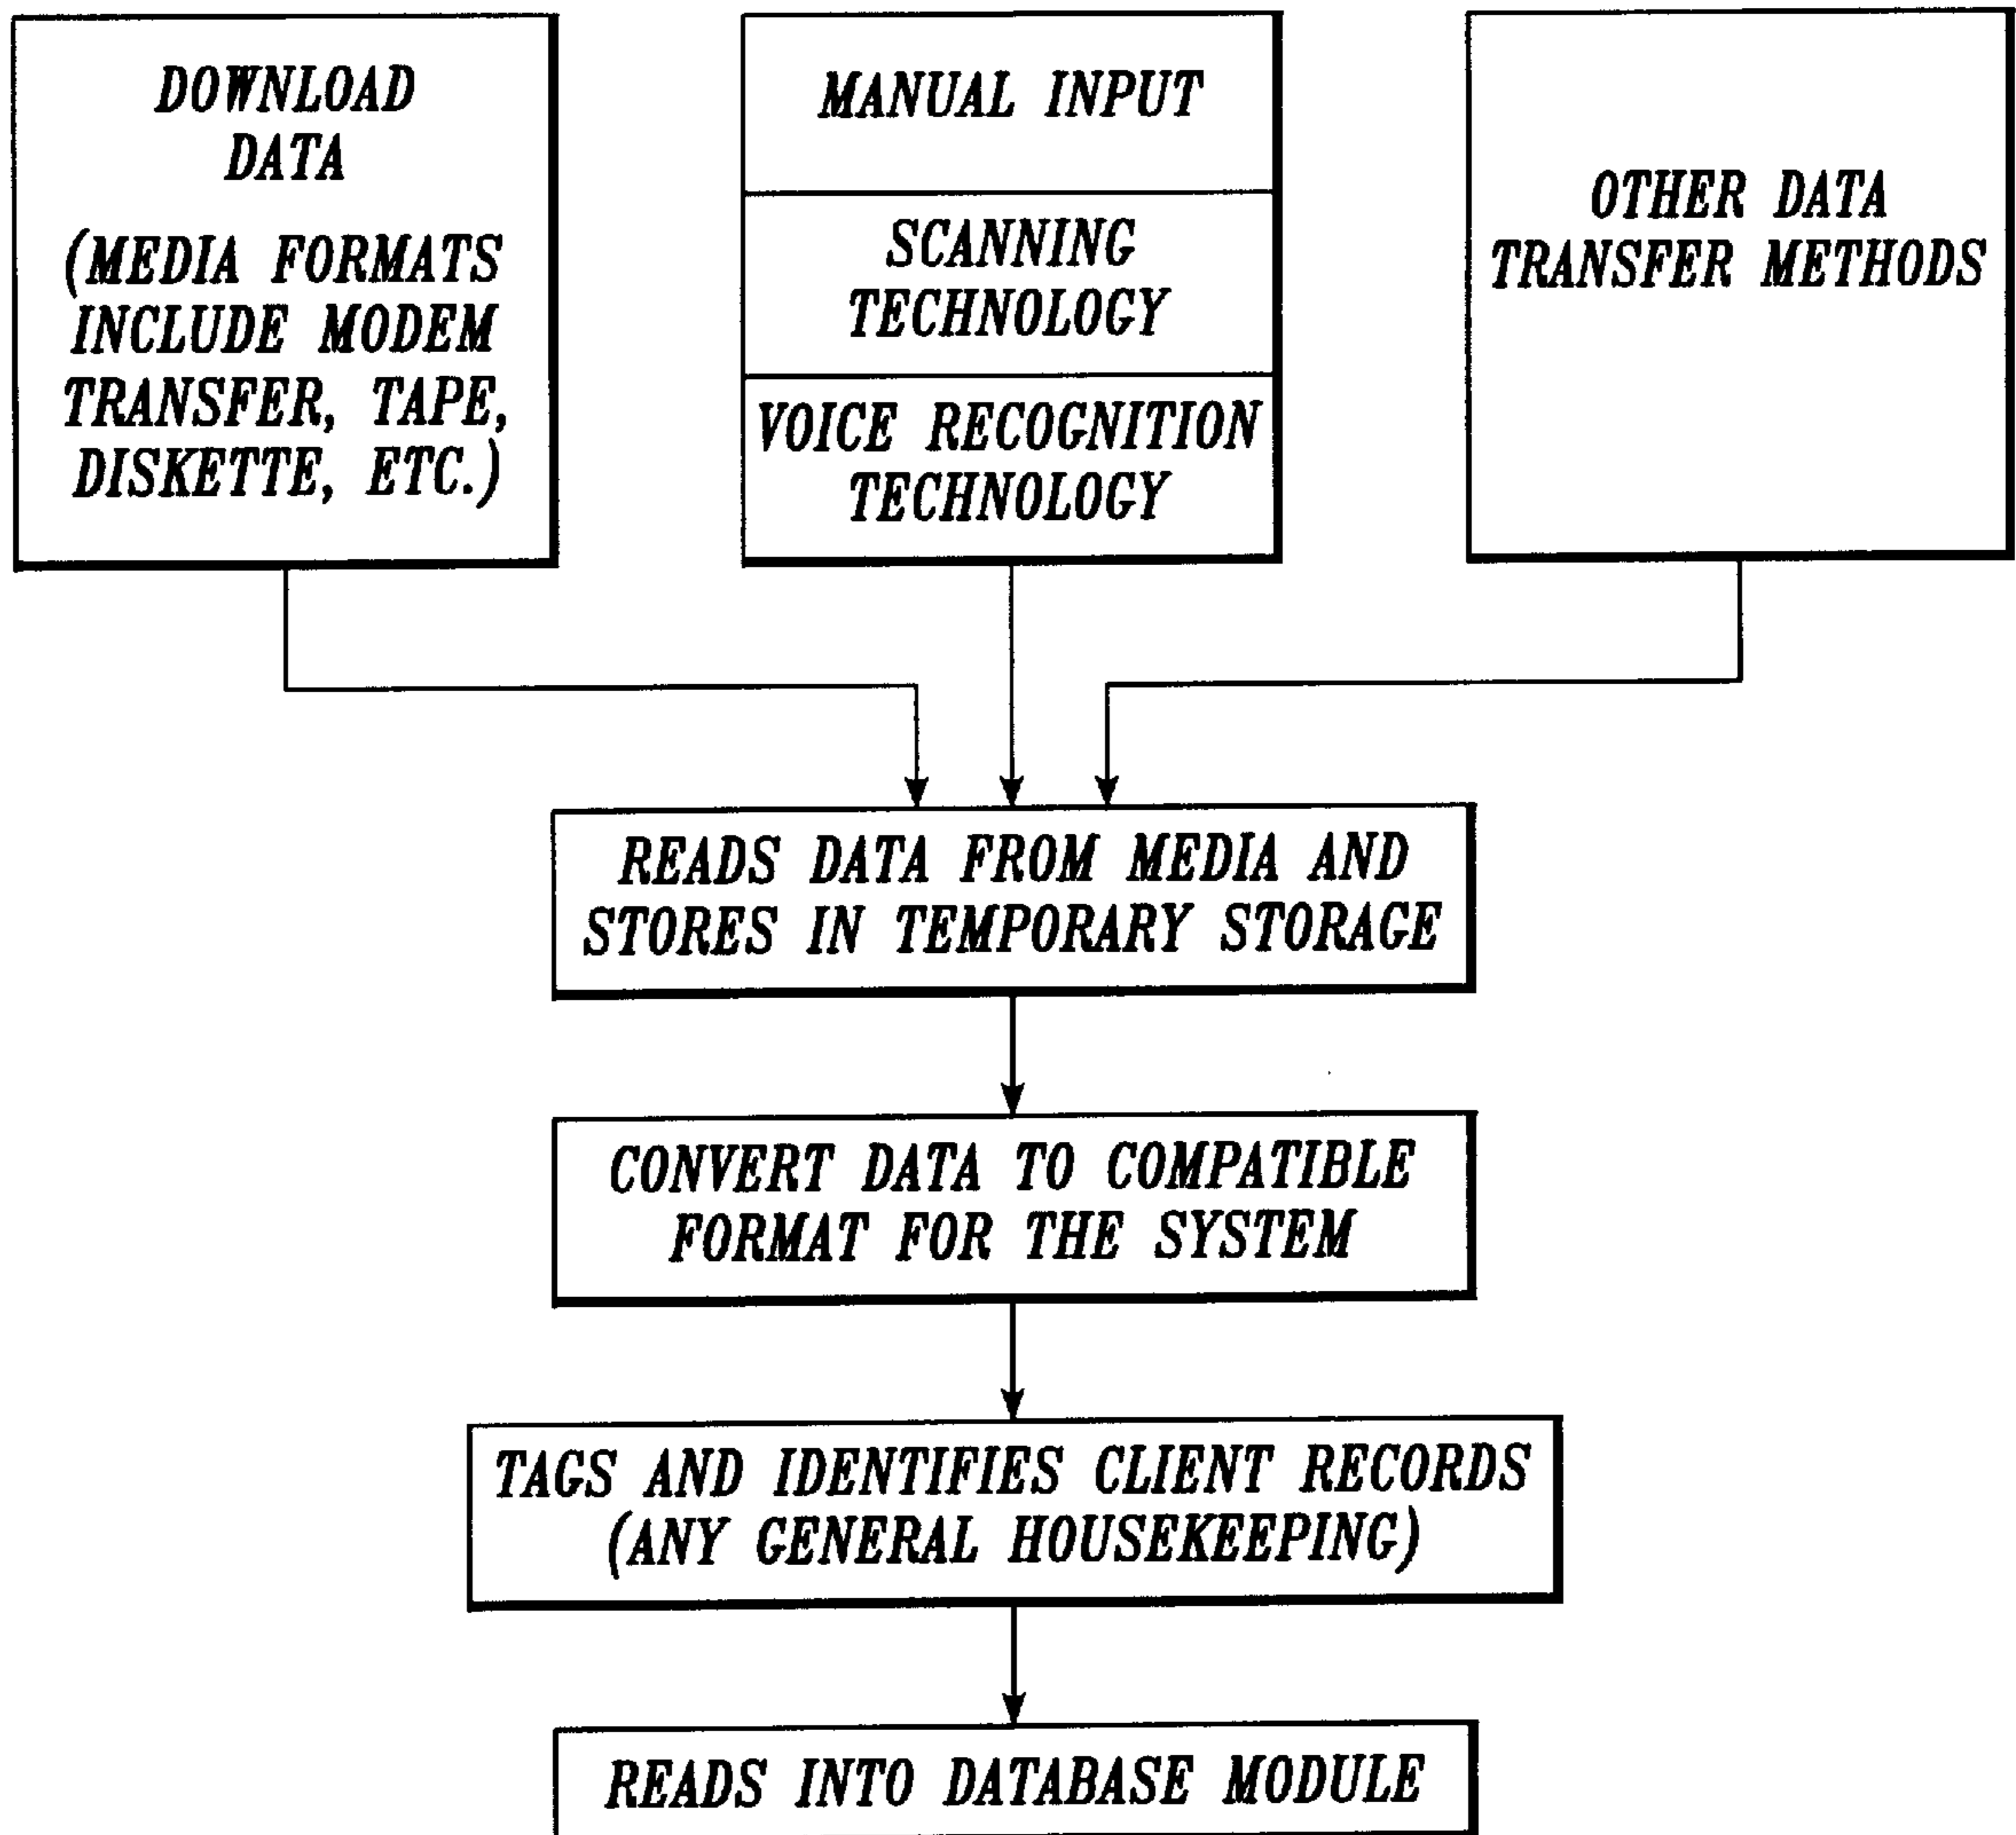 DOWNLOAD
DATA
(MEDIA FORMATS
INCLUDE MODEM
TRANSFER, TAPE,
DISKETTE, ETC.)
MANUAL INPUT
SCANNING
TECHNOLOGY
VOICE RECOGNITION
TECHNOLOGY
OTHER DATA
TRANSFER METHODS
READS DATA FROM MEDIA AND
STORES IN TEMPORARY STORAGE
CONVERT DATA TO COMPATIBLE
FORMAT FOR THE SYSTEM
TAGS AND IDENTIFIES CLIENT RECORDS
(ANY GENERAL HOUSEKEEPING)
READS INTO DATABASE MODULE